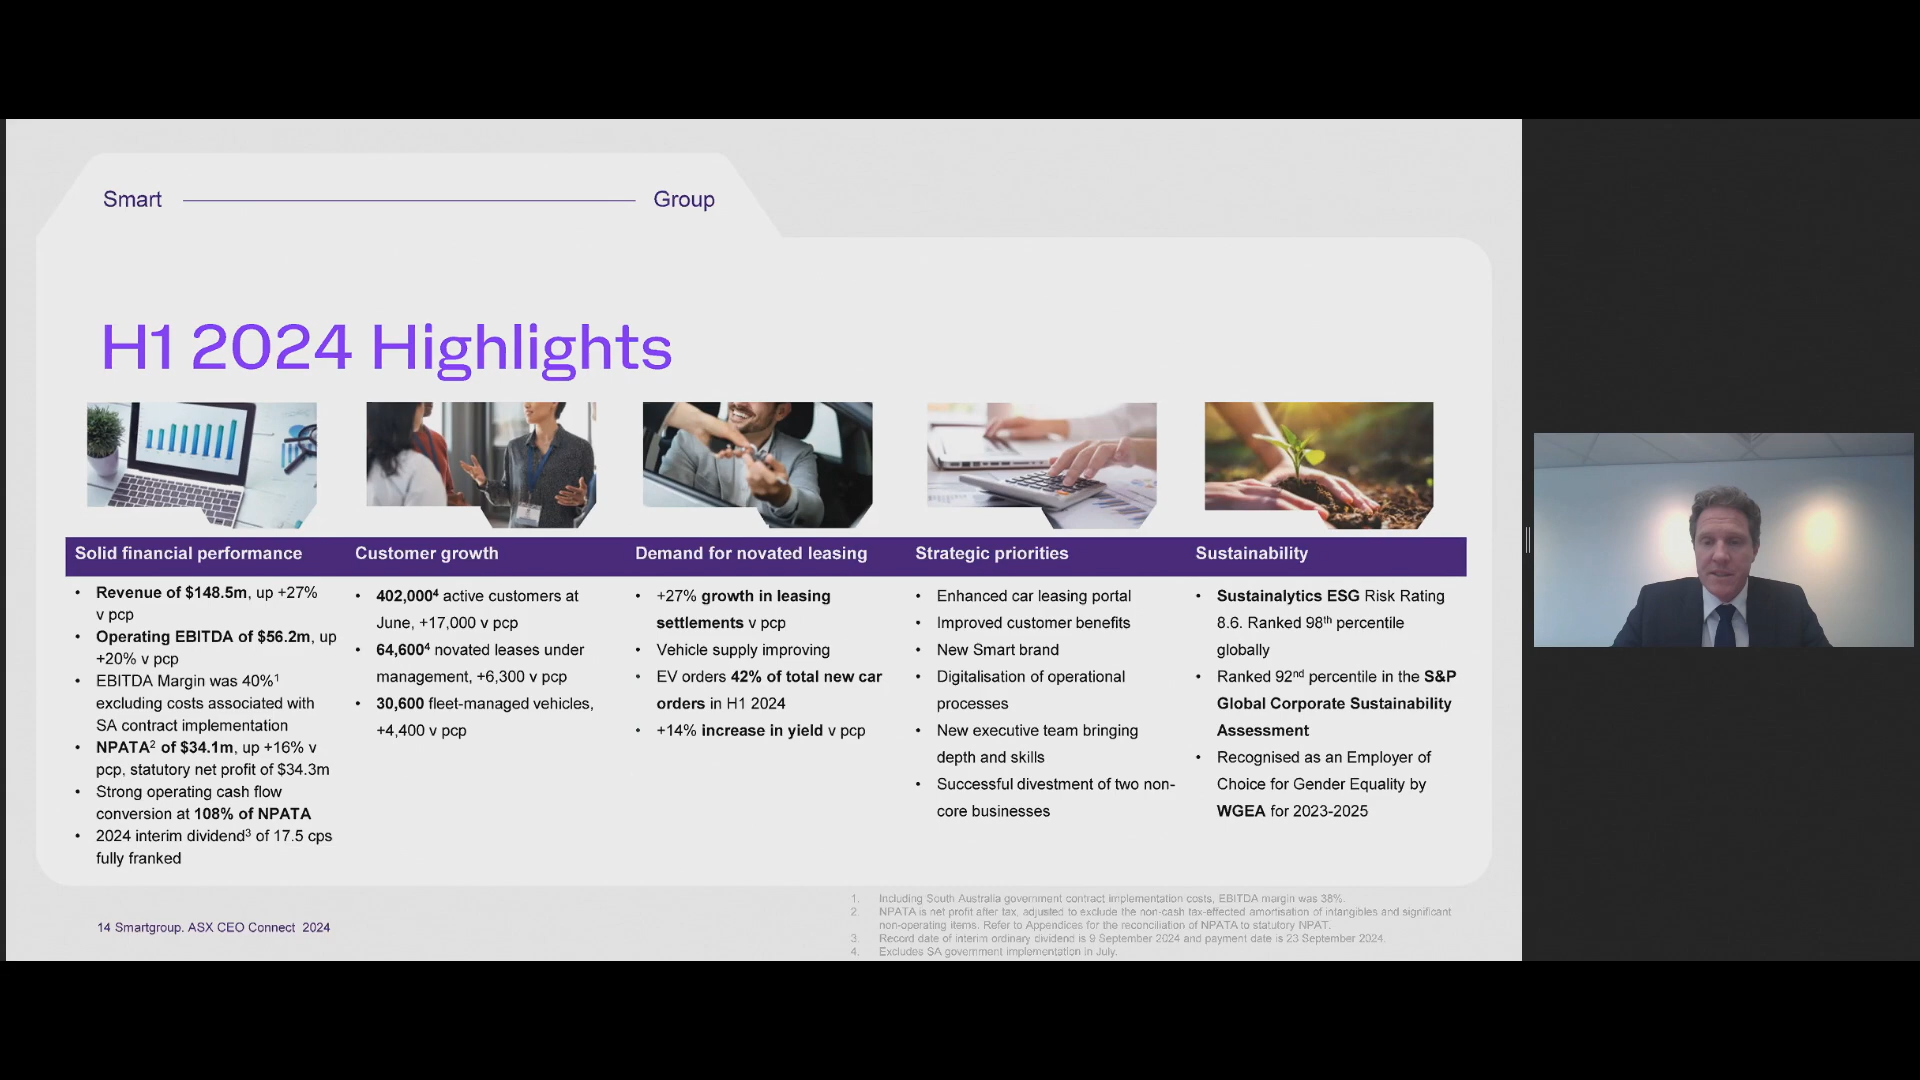 Smart Group
H1 2024 Highlights
Solid financial performance
• Revenue of $148.5m, up +27%
v pcp
• Operating EBITDA of $56.2m, up
+20% v pcp
• EBITDA Margin was 40%¹
excluding costs associated with
SA contract implementation
• NPATA² of $34.1m, up +16% v
pcp, statutory net profit of $34.3m
• Strong operating cash flow
conversion at 108% of NPATA
• 2024 interim dividend³ of 17.5 cps
fully franked
Customer growth
• 402,000⁴ active customers at
June, +17,000 v pcp
• 64,600⁴ novated leases under
management, +6,300 v pcp
• 30,600 fleet-managed vehicles,
+4,400 v pcp
Demand for novated leasing
• +27% growth in leasing
settlements v pcp
• Vehicle supply improving
• EV orders 42% of total new car
orders in H1 2024
• +14% increase in yield v pcp
Strategic priorities
• Enhanced car leasing portal
• Improved customer benefits
• New Smart brand
• Digitalisation of operational
processes
• New executive team bringing
depth and skills
• Successful divestment of two non-
core businesses
Sustainability
• Sustainalytics ESG Risk Rating
8.6. Ranked 98th percentile
globally
• Ranked 92nd percentile in the S&P
Global Corporate Sustainability
Assessment
• Recognised as an Employer of
Choice for Gender Equality by
WGEA for 2023-2025
1. Including South Australia government contract implementation costs, EBITDA margin was 38%.
2. NPATA is net profit after tax, adjusted to exclude the non-cash tax-effected amortisation of intangibles and significant
non-operating items. Refer to Appendices for the reconciliation of NPATA to statutory NPAT.
3. Record date of interim ordinary dividend is 9 September 2024 and payment date is 23 September 2024.
4. Excludes SA government implementation in July.
14 Smartgroup. ASX CEO Connect 2024